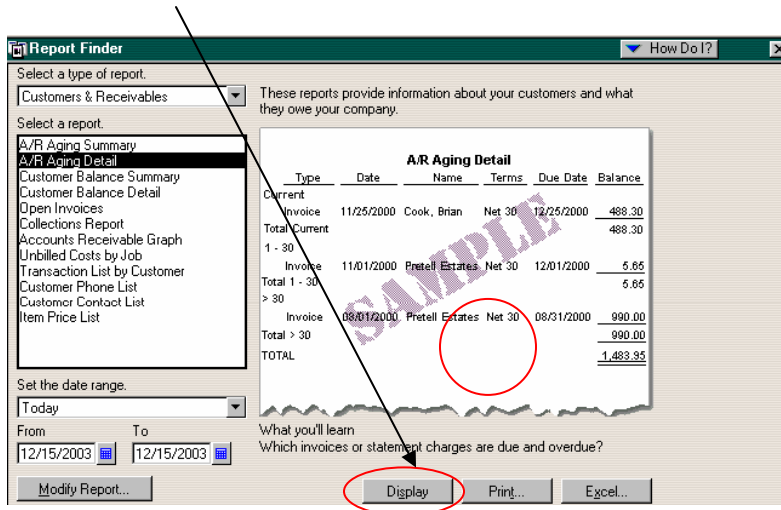 Report Finder
How Do I?
Select a type of report.
Customers & Receivables
Select a report.
A/R Aging Summary
A/R Aging Detail
Customer Balance Summary
Customer Balance Detail
Open Invoices
Collections Report
Accounts Receivable Graph
Unbilled Costs by Job
Transaction List by Customer
Customer Phone List
Customer Contact List
Item Price List
Set the date range.
Today
From To
12/15/2003 12/15/2003
Modify Report...
These reports provide information about your customers and what
they owe your company.
A/R Aging Detail
Type Date Name Terms Due Date Balance
Current
Invoice 11/25/2000 Cook, Brian Net 30 12/25/2000 488.30
Total Current 488.30
1 - 30
Invoice 11/01/2000 Pretell Estates Net 30 12/01/2000 5.65
Total 1 - 30 5.65
> 30
Invoice 08/01/2000 Pretell Estates Net 30 08/31/2000 990.00
Total > 30 990.00
TOTAL 1,483.95
SAMPLE
What you'll learn
Which invoices or statement charges are due and overdue?
Display Print... Excel...